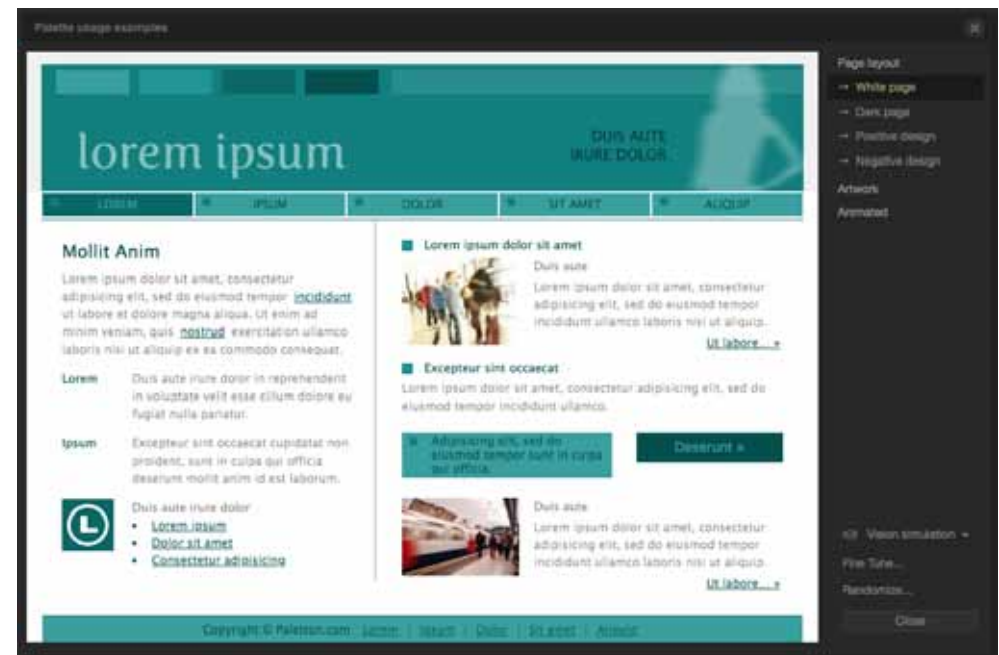 Palette usage examples
lorem ipsum
DUIS AUTE
IRURE DOLOR
LOREM
IPSUM
DOLOR
SIT AMET
ALIQUIP
Mollit Anim
Lorem ipsum dolor sit amet, consectetur
adipisicing elit, sed do eiusmod tempor incididunt
ut labore et dolore magna aliqua. Ut enim ad
minim veniam, quis nostrud exercitation ullamco
laboris nisi ut aliquip ex ea commodo consequat.
Lorem
Duis aute irure dolor in reprehenderit
in voluptate velit esse cillum dolore eu
fugiat nulla pariatur.
Ipsum
Excepteur sint occaecat cupidatat non
proident, sunt in culpa qui officia
deserunt mollit anim id est laborum.
Duis aute irure dolor
• Lorem ipsum
• Dolor sit amet
• Consectetur adipisicing
Lorem ipsum dolor sit amet
Duis aute
Lorem ipsum dolor sit amet, consectetur
adipisicing elit, sed do eiusmod tempor
incididunt ullamco laboris nisi ut aliquip.
Ut labore... »
Excepteur sint occaecat
Lorem ipsum dolor sit amet, consectetur adipisicing elit, sed do
eiusmod tempor incididunt ullamco.
Adipisicing elit, sed do
eiusmod tempor sunt in culpa
qui officia.
Deserunt »
Duis aute
Lorem ipsum dolor sit amet, consectetur
adipisicing elit, sed do eiusmod tempor
incididunt ullamco laboris nisi ut aliquip.
Ut labore... »
Copyright © Paletton.com Lorem | Ipsum | Dolor | Sit amet | Aliquip
Page layout
→ White page
→ Dark page
→ Positive design
→ Negative design
Artwork
Animated
Vision simulation
Fine Tune...
Randomize...
Close